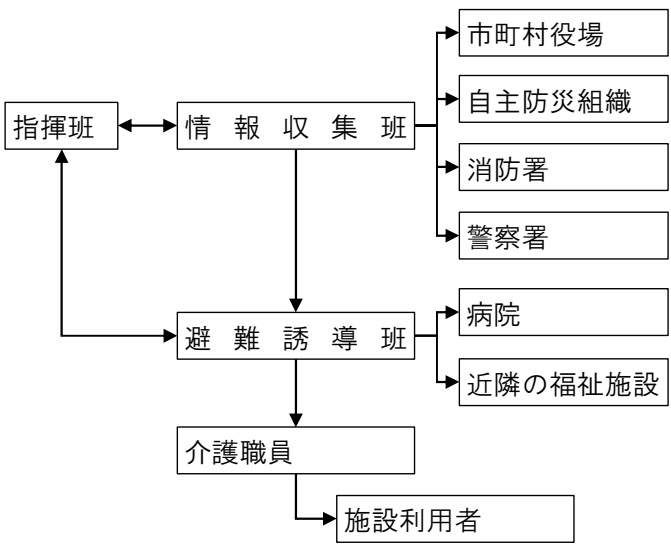 市町村役場
自主防災組織
指揮班
情報収集班
消防署
警察署
病院
避難誘導班
近隣の福祉施設
介護職員
施設利用者